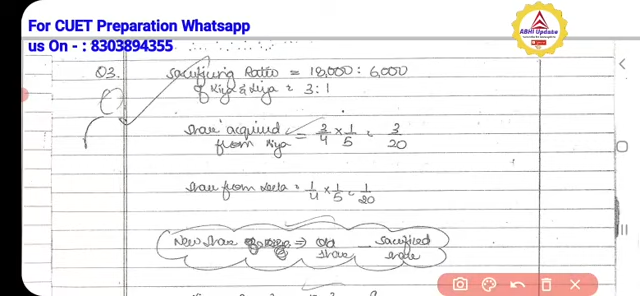 For CUET Preparation Whatsapp
us On - : 8303894355
ABHI Update
Q3. Sacrificing Ratio = 18,000 : 6,000
of Riya & Siya = 3 : 1
Share acquired = 3/4 × 1/5 = 3/20
from Riya
Share from = 1/4 × 1/5 = 1/20
New share ⇒ Old share _ sacrificed share